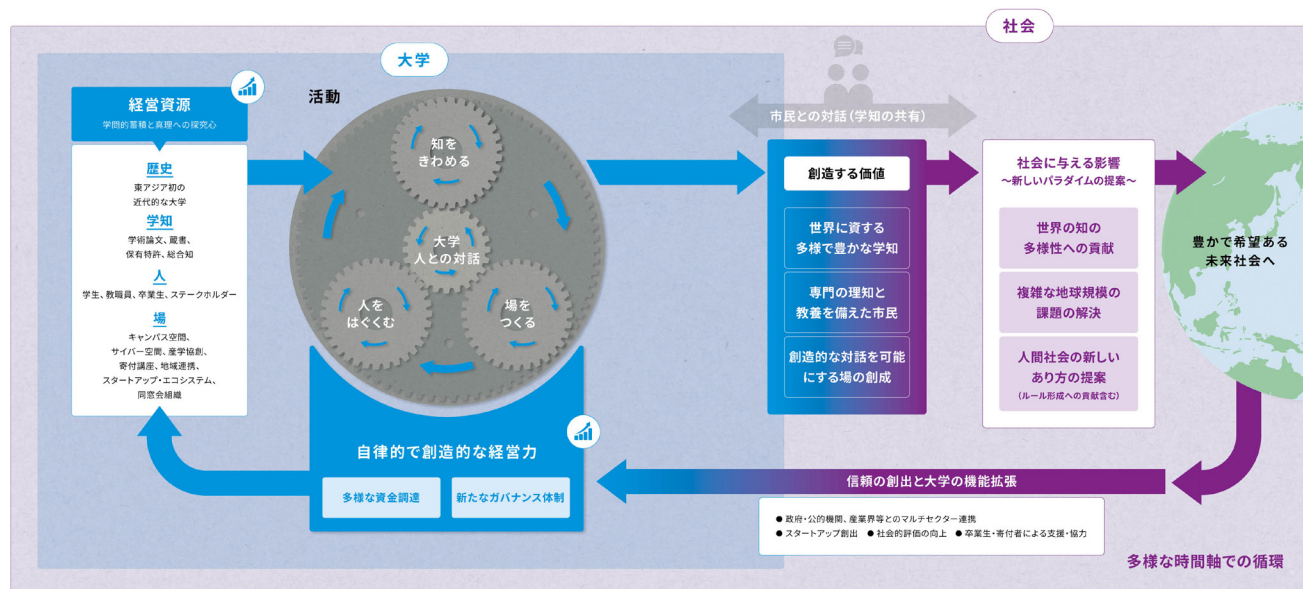 社会
大学
経営資源
学問的蓄積と真理への探究心
歴史
東アジア初の
近代的な大学
学知
学術論文、蔵書、
保有特許、総合知
人
学生、教職員、卒業生、ステークホルダー
場
キャンパス空間、
サイバー空間、産学協創、
寄付講座、地域連携、
スタートアップ・エコシステム、
同窓会組織
活動
知を
きわめる
大学
人との対話
人を
はぐくむ
場を
つくる
自律的で創造的な経営力
多様な資金調達
新たなガバナンス体制
市民との対話(学知の共有)
創造する価値
世界に資する
多様で豊かな学知
専門の理知と
教養を備えた市民
創造的な対話を可能
にする場の創成
社会に与える影響
~新しいパラダイムの提案~
世界の知の
多様性への貢献
複雑な地球規模の
課題の解決
人間社会の新しい
あり方の提案
(ルール形成への貢献含む)
豊かで希望ある
未来社会へ
信頼の創出と大学の機能拡張
● 政府・公的機関、産業界等とのマルチセクター連携
● スタートアップ創出 ● 社会的評価の向上 ● 卒業生・寄付者による支援・協力
多様な時間軸での循環